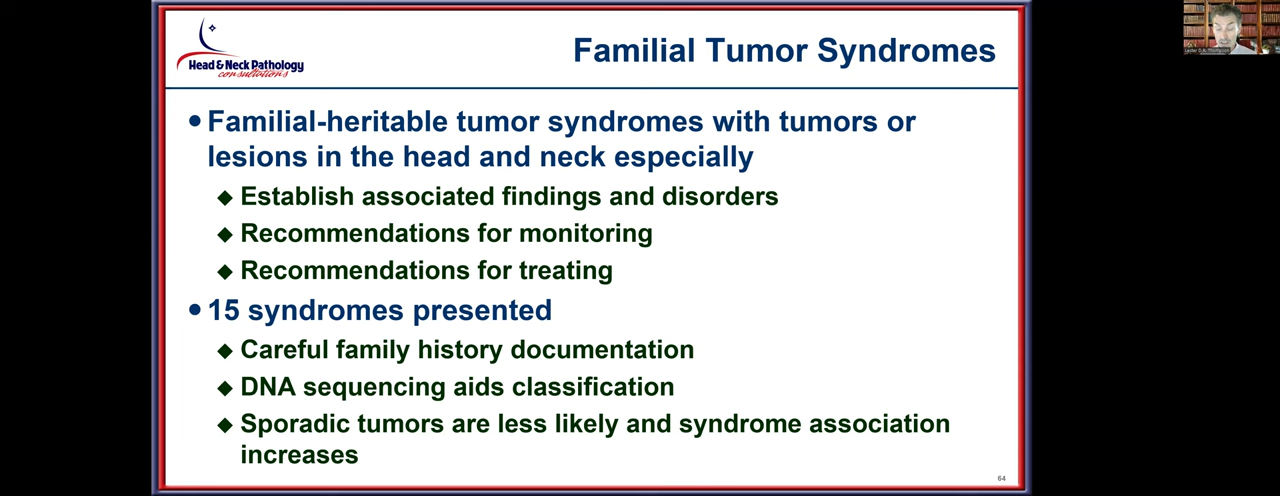 Head & Neck Pathology
consultations
Familial Tumor Syndromes
Familial-heritable tumor syndromes with tumors or
lesions in the head and neck especially
Establish associated findings and disorders
Recommendations for monitoring
Recommendations for treating
15 syndromes presented
Careful family history documentation
DNA sequencing aids classification
Sporadic tumors are less likely and syndrome association
increases
64
Lester D.R. Thompson